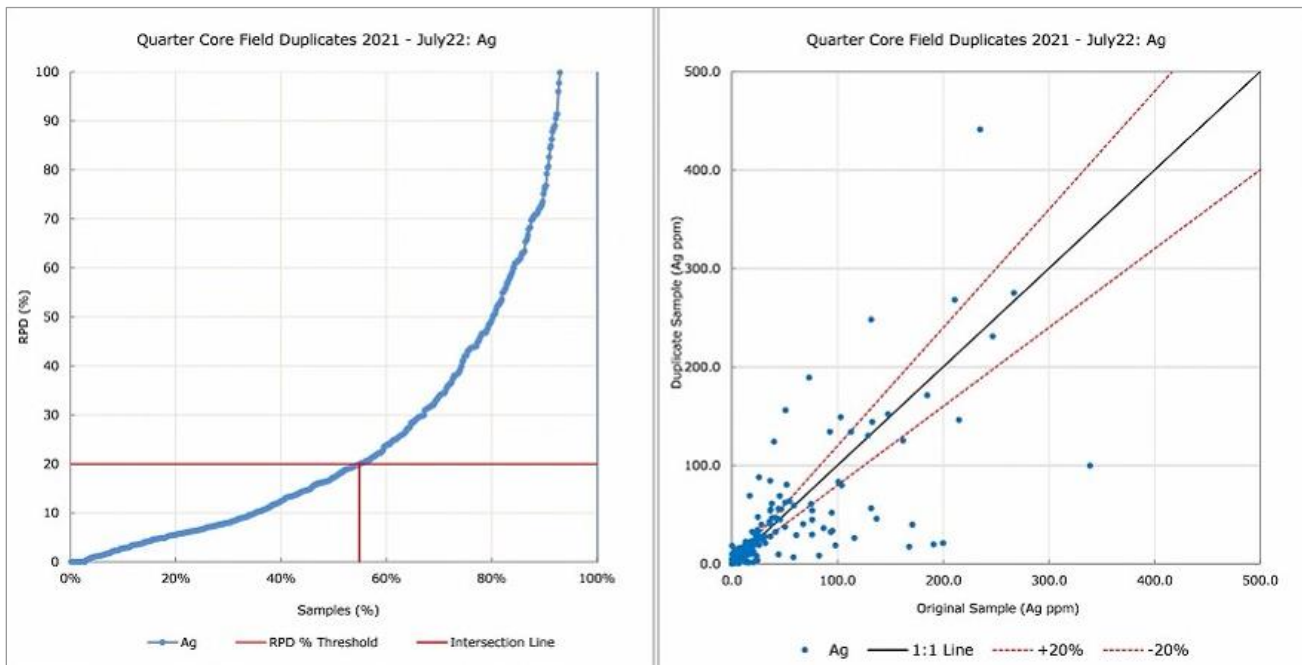 Quarter Core Field Duplicates 2021 - July22: Ag
100
90
80
70
60
50
40
30
20
10
0
RPD (%)
0%
20%
40%
60%
80%
100%
Samples (%)
Ag
RPD % Threshold
Intersection Line
Quarter Core Field Duplicates 2021 - July22: Ag
500.0
400.0
300.0
200.0
100.0
0.0
Duplicate Sample (Ag ppm)
0.0
100.0
200.0
300.0
400.0
500.0
Original Sample (Ag ppm)
Ag
1:1 Line
+20%
-20%